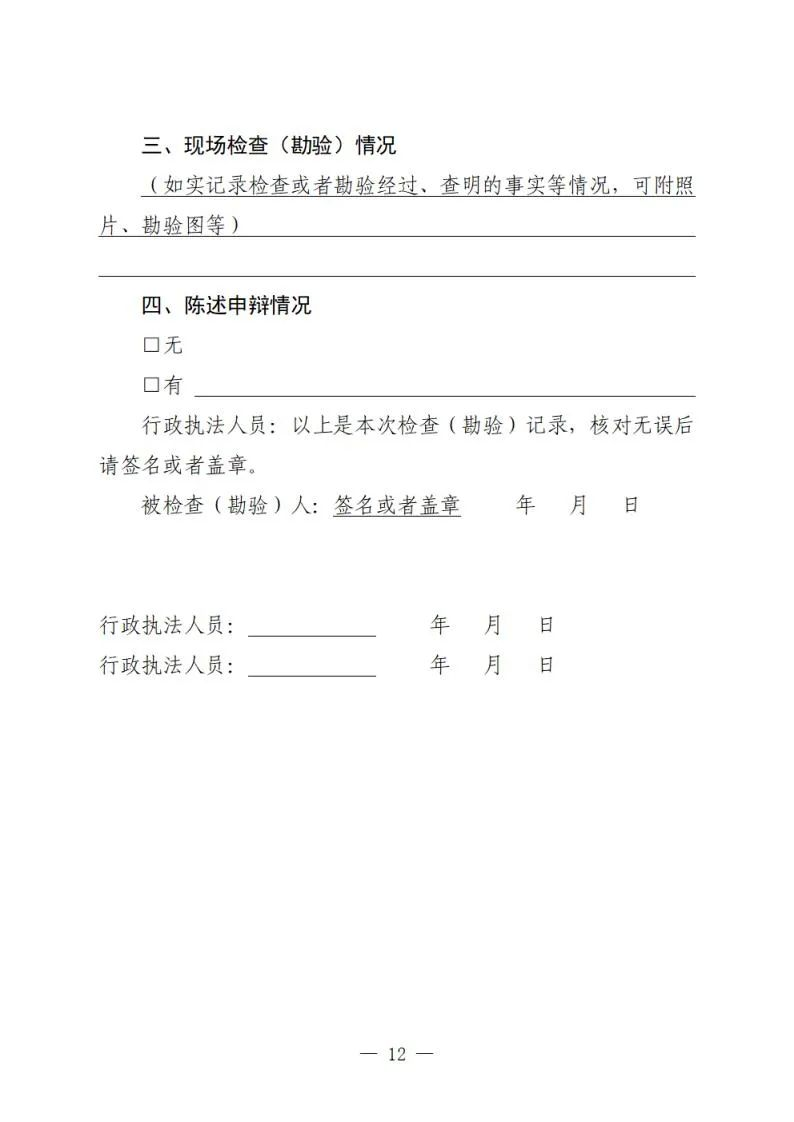 三、现场检查（勘验）情况
（如实记录检查或者勘验经过、查明的事实等情况，可附照
片、勘验图等）
四、陈述申辩情况
□无
□有
行政执法人员：以上是本次检查（勘验）记录，核对无误后
请签名或者盖章。
被检查（勘验）人：签名或者盖章 年 月 日
行政执法人员： 年 月 日
行政执法人员： 年 月 日
— 12 —